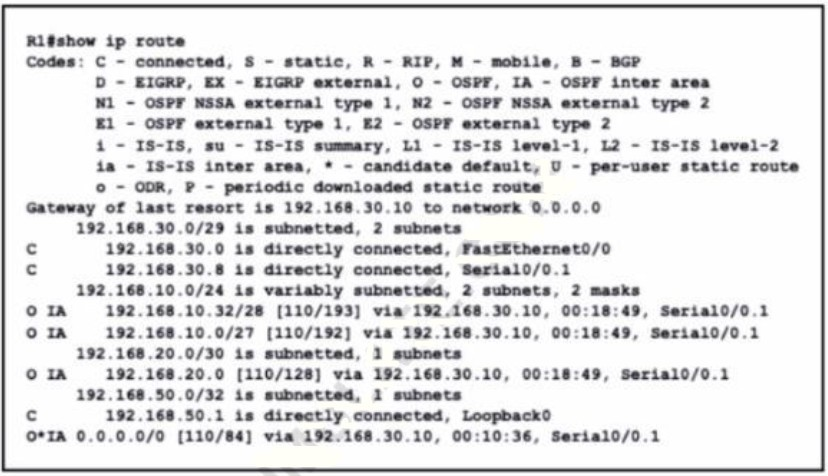 R1#show ip route
Codes: C - connected, S - static, R - RIP, M - mobile, B - BGP
D - EIGRP, EX - EIGRP external, O - OSPF, IA - OSPF inter area
N1 - OSPF NSSA external type 1, N2 - OSPF NSSA external type 2
E1 - OSPF external type 1, E2 - OSPF external type 2
i - IS-IS, su - IS-IS summary, L1 - IS-IS level-1, L2 - IS-IS level-2
ia - IS-IS inter area, * - candidate default, U - per-user static route
o - ODR, P - periodic downloaded static route
Gateway of last resort is 192.168.30.10 to network 0.0.0.0
192.168.30.0/29 is subnetted, 2 subnets
C 192.168.30.0 is directly connected, FastEthernet0/0
C 192.168.30.8 is directly connected, Serial0/0.1
192.168.10.0/24 is variably subnetted, 2 subnets, 2 masks
O IA 192.168.10.32/28 [110/193] via 192.168.30.10, 00:18:49, Serial0/0.1
O IA 192.168.10.0/27 [110/192] via 192.168.30.10, 00:18:49, Serial0/0.1
192.168.20.0/30 is subnetted, 1 subnets
O IA 192.168.20.0 [110/128] via 192.168.30.10, 00:18:49, Serial0/0.1
192.168.50.0/32 is subnetted, 1 subnets
C 192.168.50.1 is directly connected, Loopback0
O*IA 0.0.0.0/0 [110/84] via 192.168.30.10, 00:10:36, Serial0/0.1